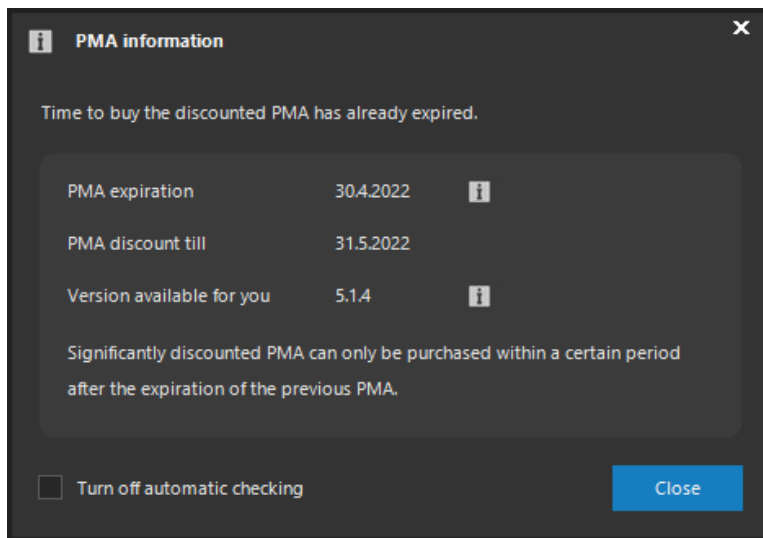 PMA information
Time to buy the discounted PMA has already expired.
PMA expiration 30.4.2022
PMA discount till 31.5.2022
Version available for you 5.1.4
Significantly discounted PMA can only be purchased within a certain period
after the expiration of the previous PMA.
Turn off automatic checking Close